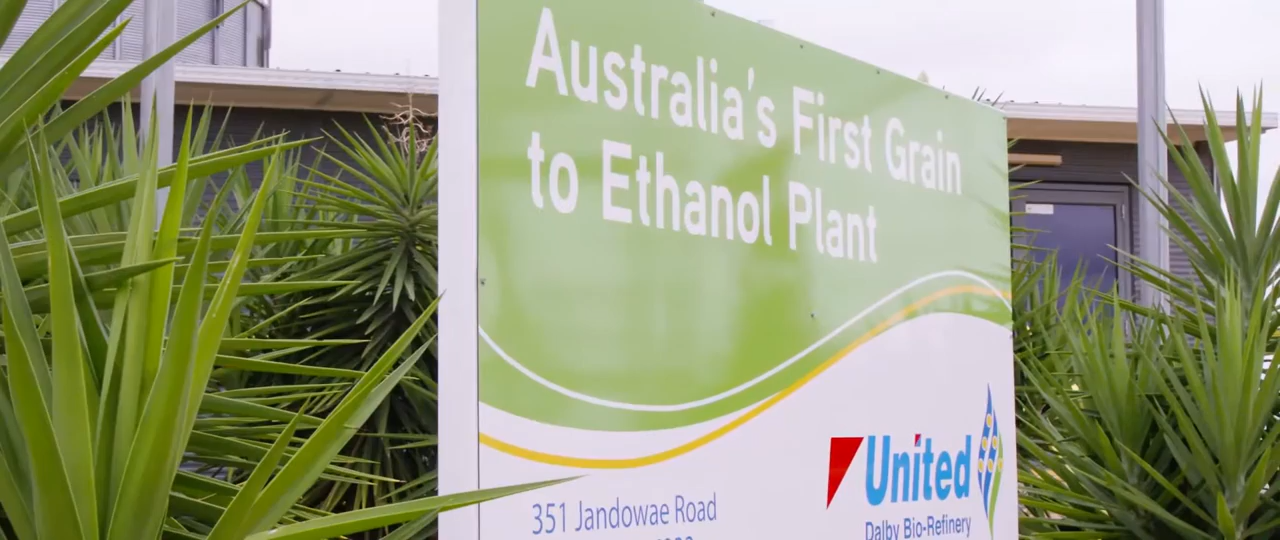 Australia's First Grain
to Ethanol Plant
351 Jandowae Road
United
Dalby Bio-Refinery